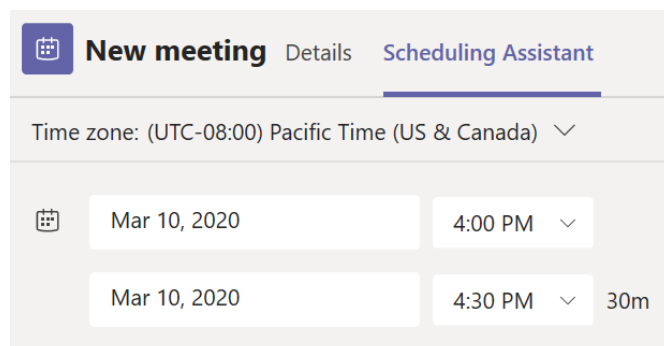 New meeting Details Scheduling Assistant
Time zone: (UTC-08:00) Pacific Time (US & Canada)
Mar 10, 2020 4:00 PM
Mar 10, 2020 4:30 PM 30m